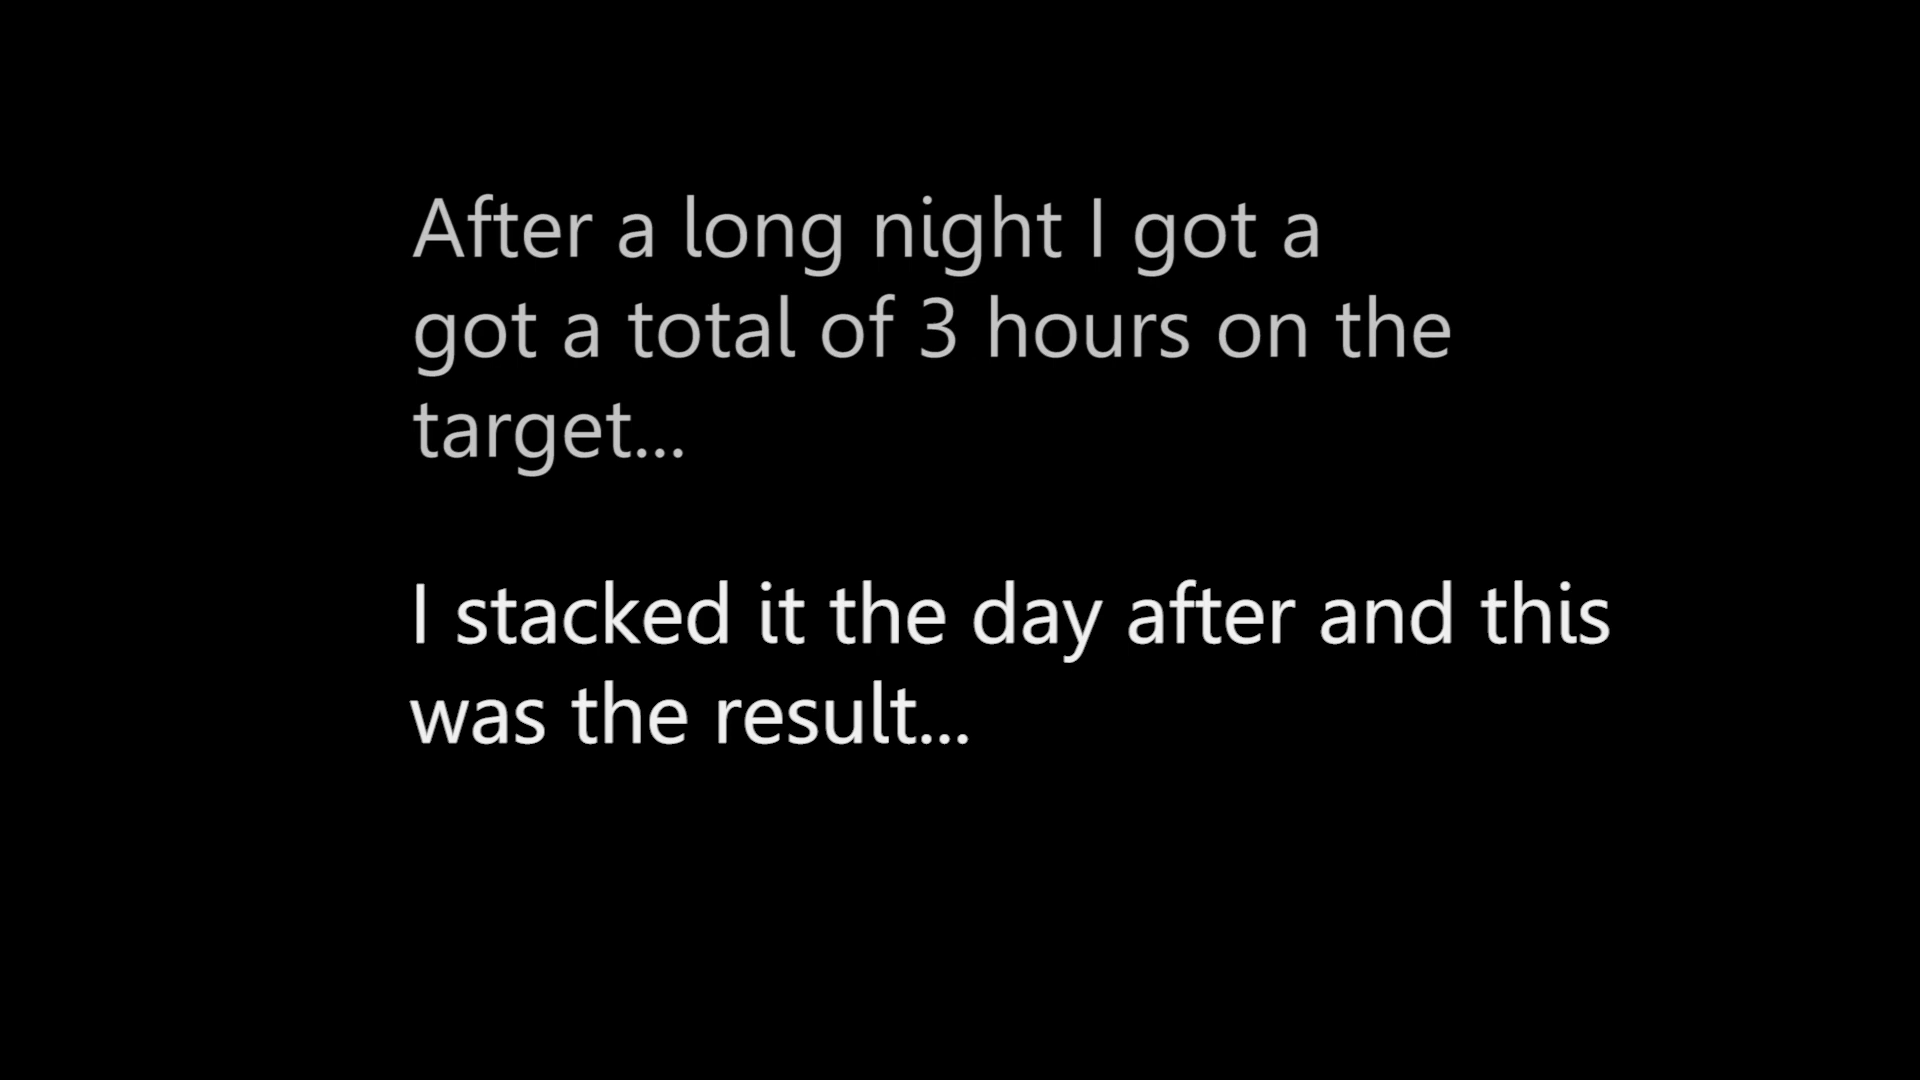 After a long night I got a
got a total of 3 hours on the
target...
I stacked it the day after and this
was the result...